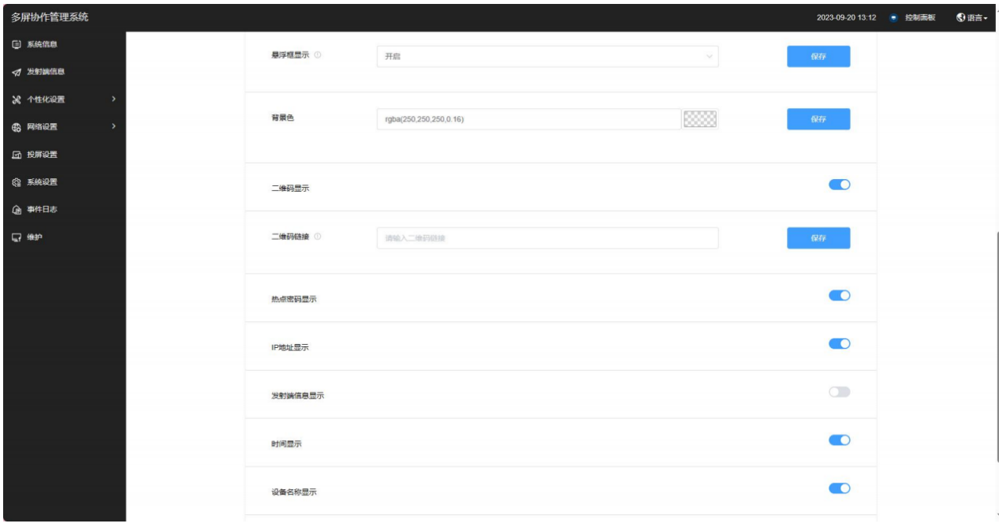 多屏协作管理系统
2023-09-20 13:12 控制面板 语言
系统信息
发射端信息
个性化设置
网络设置
投屏设置
系统设置
事件日志
维护
悬浮框显示 开启 保存
背景色 rgba(250,250,250,0.16) 保存
二维码显示
二维码链接 请输入二维码链接 保存
热点密码显示
IP地址显示
发射端信息显示
时间显示
设备名称显示